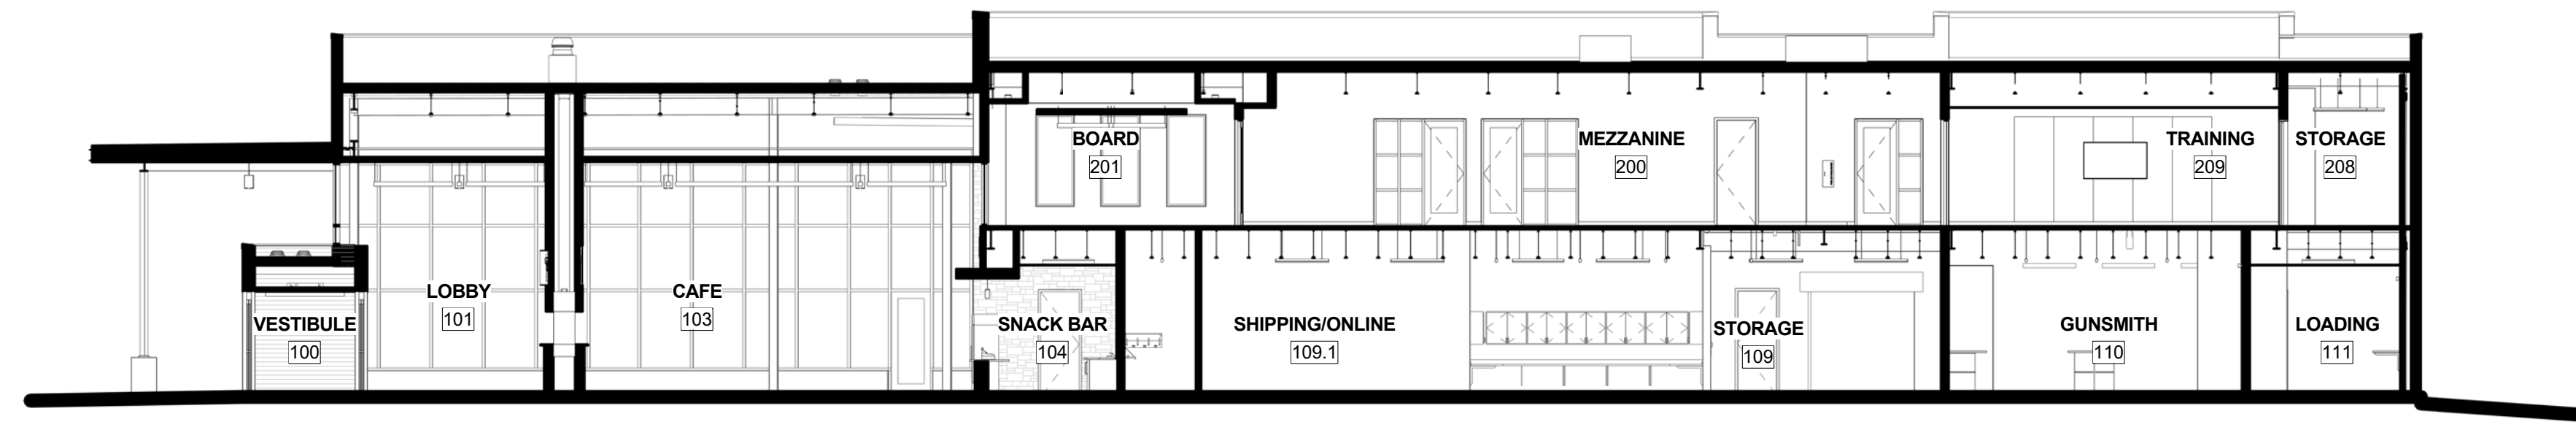 BOARD
201
MEZZANINE
200
TRAINING
209
STORAGE
208
VESTIBULE
100
LOBBY
101
CAFE
103
SNACK BAR
104
SHIPPING/ONLINE
109.1
STORAGE
109
GUNSMITH
110
LOADING
111